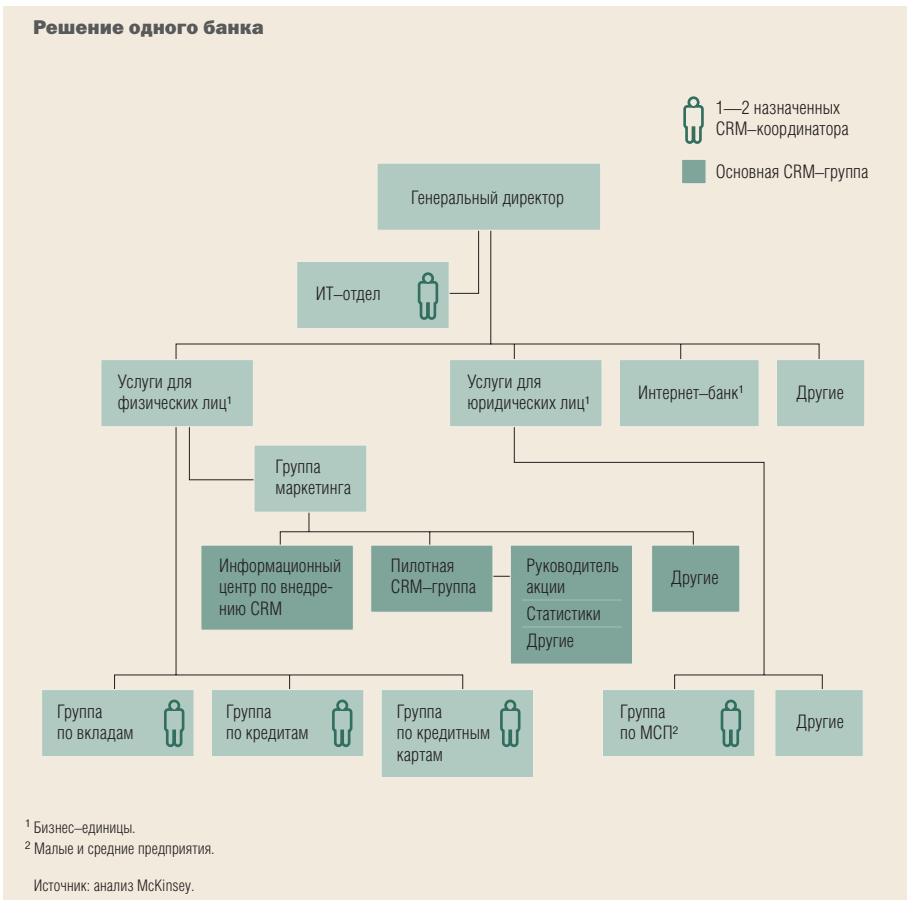 Решение одного банка
1—2 назначенных
CRM–координатора
Основная CRM–группа
Генеральный директор
ИТ–отдел
Услуги для
физических лиц¹
Услуги для
юридических лиц¹
Интернет–банк¹
Другие
Группа
маркетинга
Информационный
центр по внедре-
нию CRM
Пилотная
CRM–группа
Руководитель
акции
Статистики
Другие
Другие
Группа
по вкладам
Группа
по кредитам
Группа
по кредитным
картам
Группа
по МСП²
Другие
¹ Бизнес–единицы.
² Малые и средние предприятия.
Источник: анализ McKinsey.